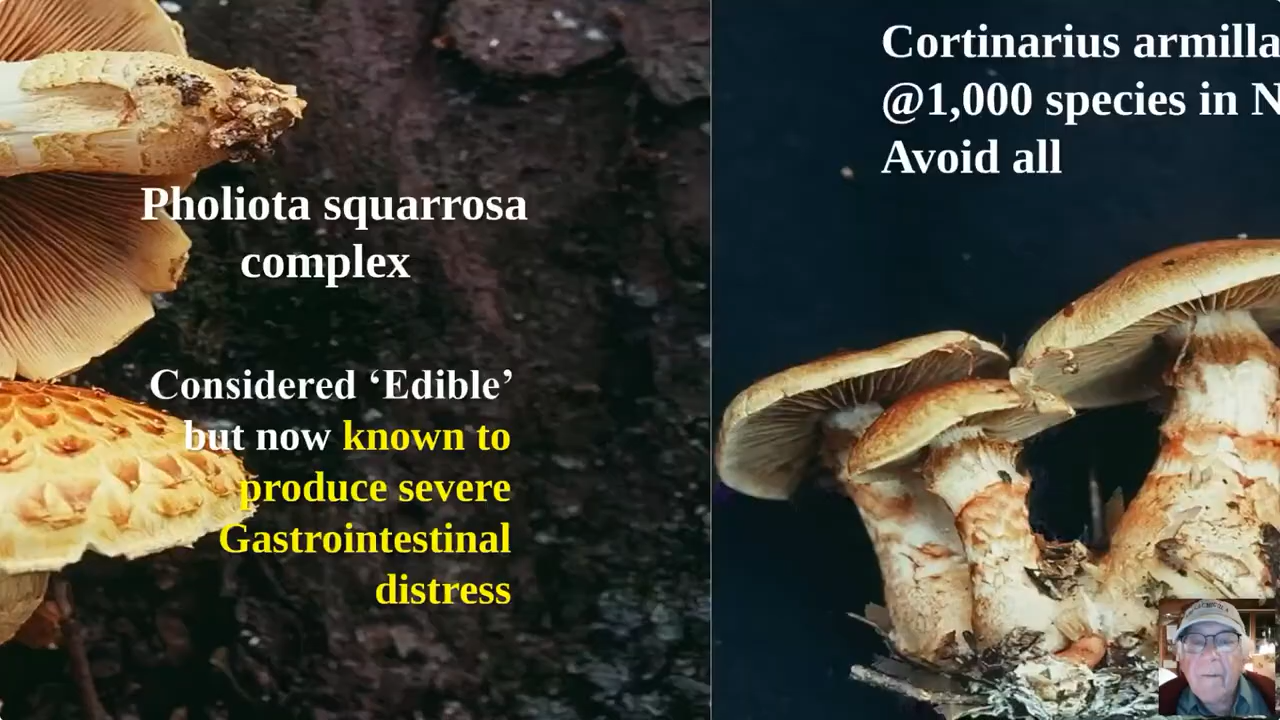 Pholiota squarrosa
complex
Considered ‘Edible’
but now known to
produce severe
Gastrointestinal
distress
Cortinarius armilla
@1,000 species in N
Avoid all